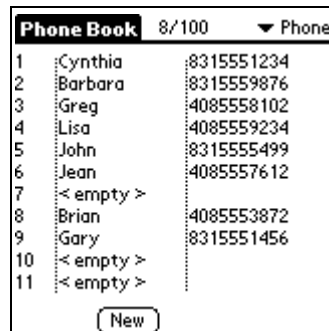 Phone Book 8/100 Phone
1 Cynthia 8315551234
2 Barbara 8315559876
3 Greg 4085558102
4 Lisa 4085559234
5 John 8315555499
6 Jean 4085557612
7 < empty >
8 Brian 4085553872
9 Gary 8315551456
10 < empty >
11 < empty >
New